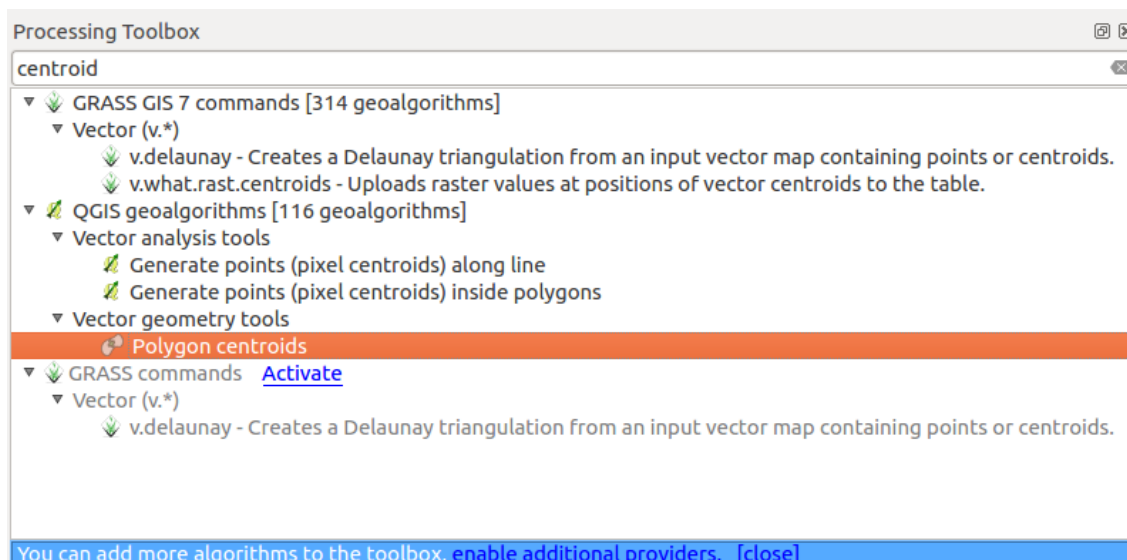 Processing Toolbox
centroid
GRASS GIS 7 commands [314 geoalgorithms]
Vector (v.*)
v.delaunay - Creates a Delaunay triangulation from an input vector map containing points or centroids.
v.what.rast.centroids - Uploads raster values at positions of vector centroids to the table.
QGIS geoalgorithms [116 geoalgorithms]
Vector analysis tools
Generate points (pixel centroids) along line
Generate points (pixel centroids) inside polygons
Vector geometry tools
Polygon centroids
GRASS commands Activate
Vector (v.*)
v.delaunay - Creates a Delaunay triangulation from an input vector map containing points or centroids.
You can add more algorithms to the toolbox, enable additional providers. [close]